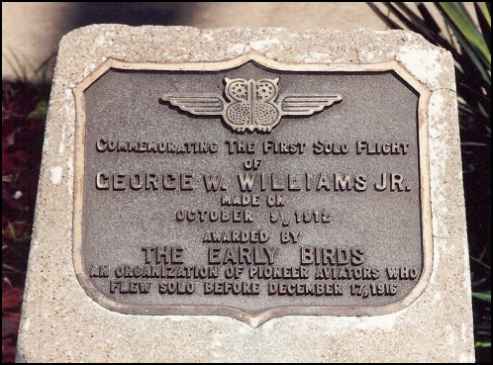 COMMEMORATING THE FIRST SOLO FLIGHT
OF
GEORGE W. WILLIAMS JR.
MADE ON
OCTOBER 9, 1912
AWARDED BY
THE EARLY BIRDS
AN ORGANIZATION OF PIONEER AVIATORS WHO
FLEW SOLO BEFORE DECEMBER 17, 1916